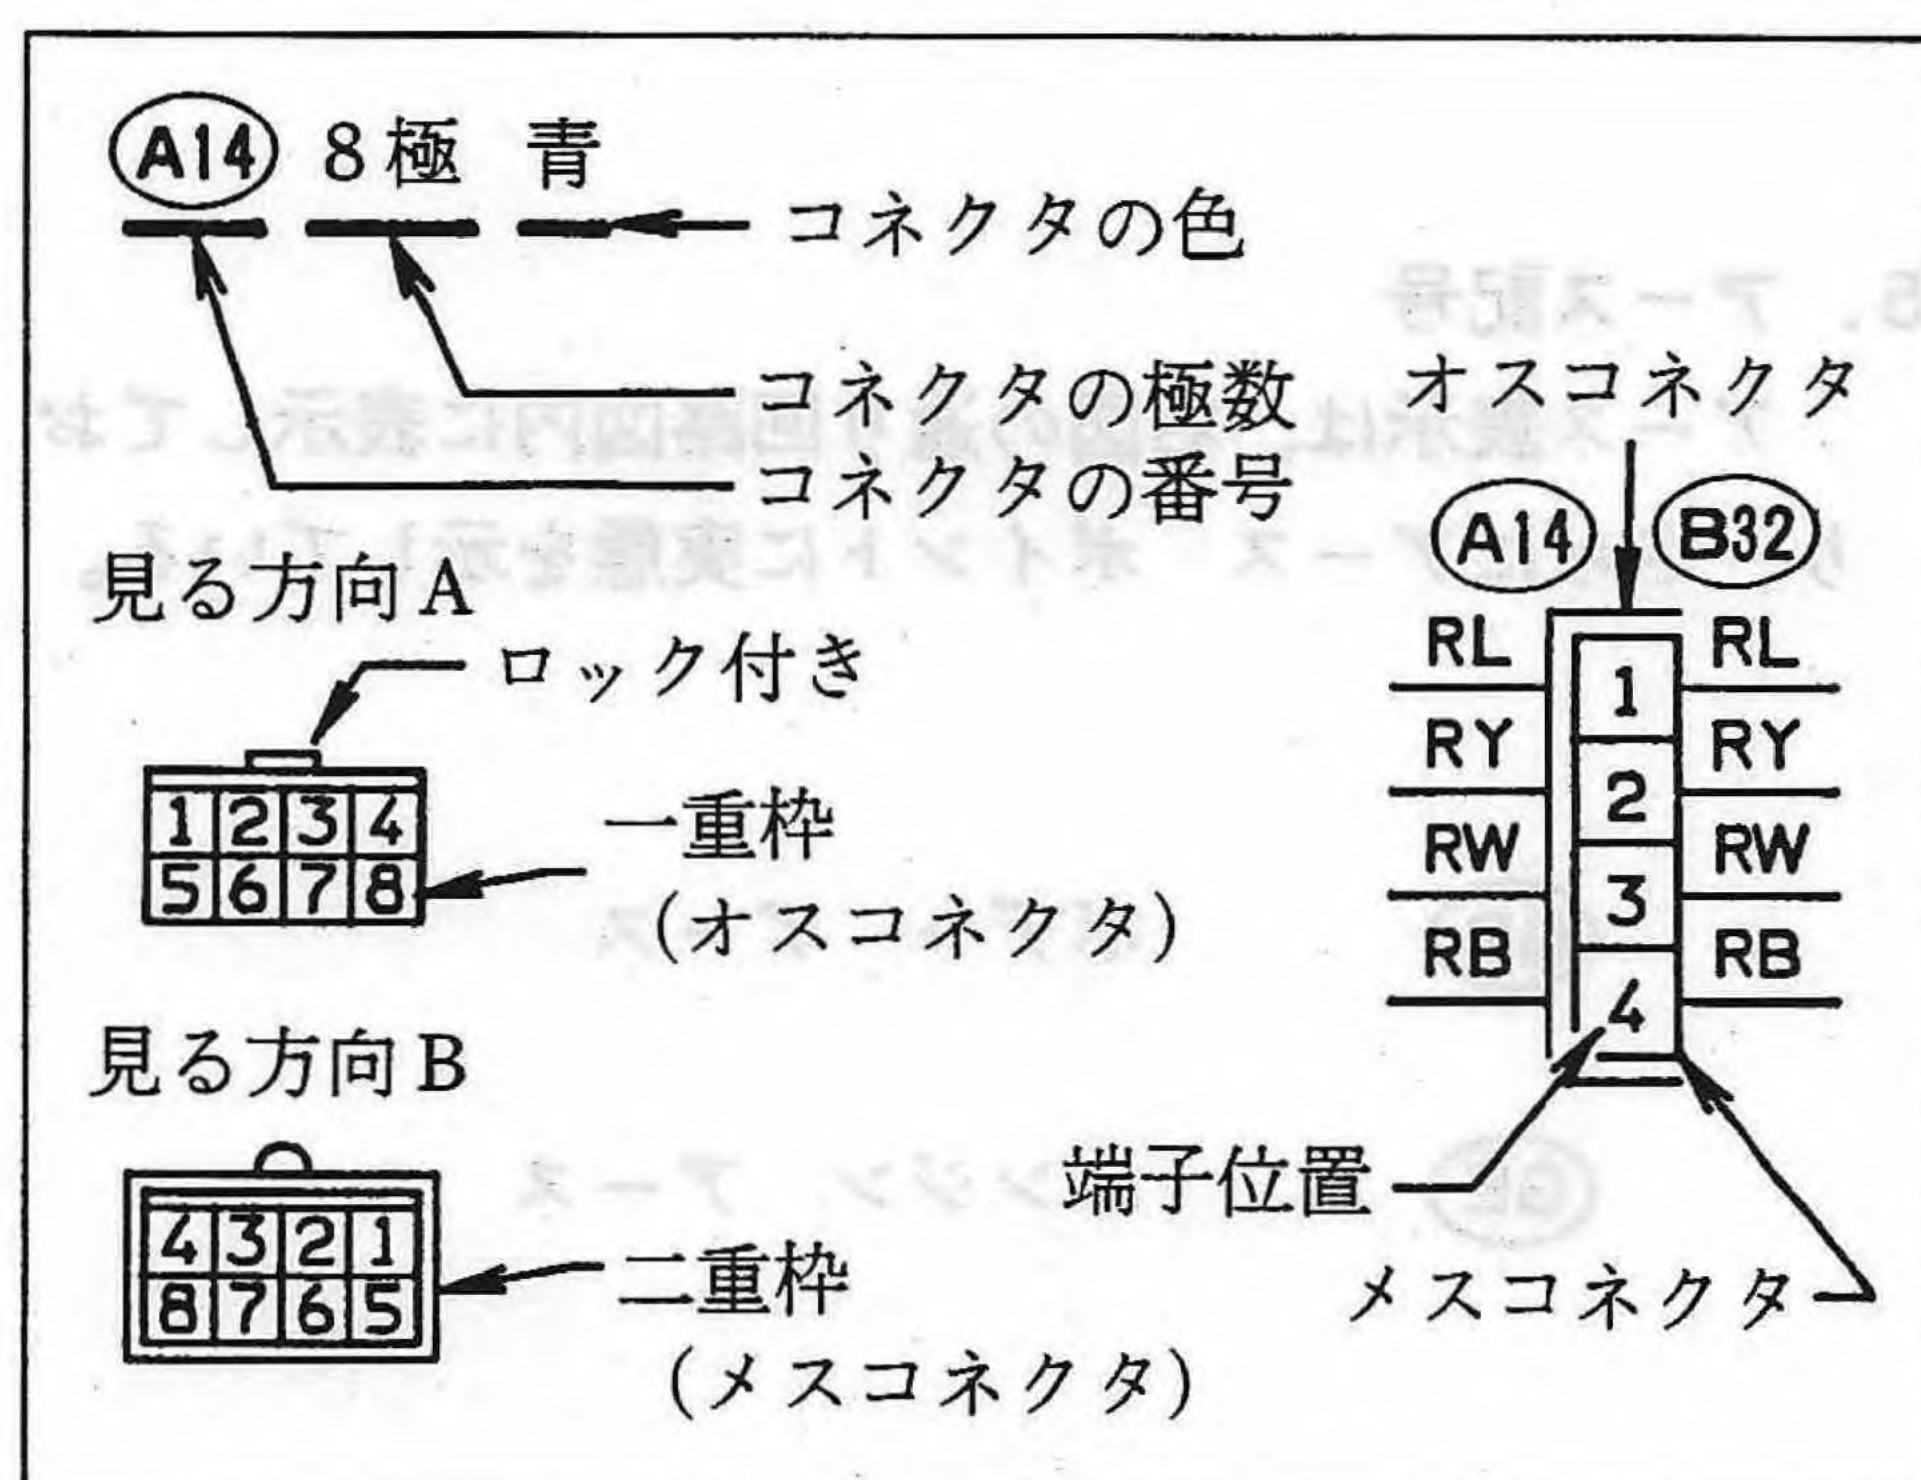 A14 8極 青
コネクタの色
コネクタの極数
コネクタの番号
見る方向A
ロック付き
1 2 3 4
5 6 7 8
一重枠
(オスコネクタ)
見る方向B
4 3 2 1
8 7 6 5
二重枠
(メスコネクタ)
オスコネクタ
A14 B32
RL 1 RL
RY 2 RY
RW 3 RW
RB 4 RB
端子位置
メスコネクタ